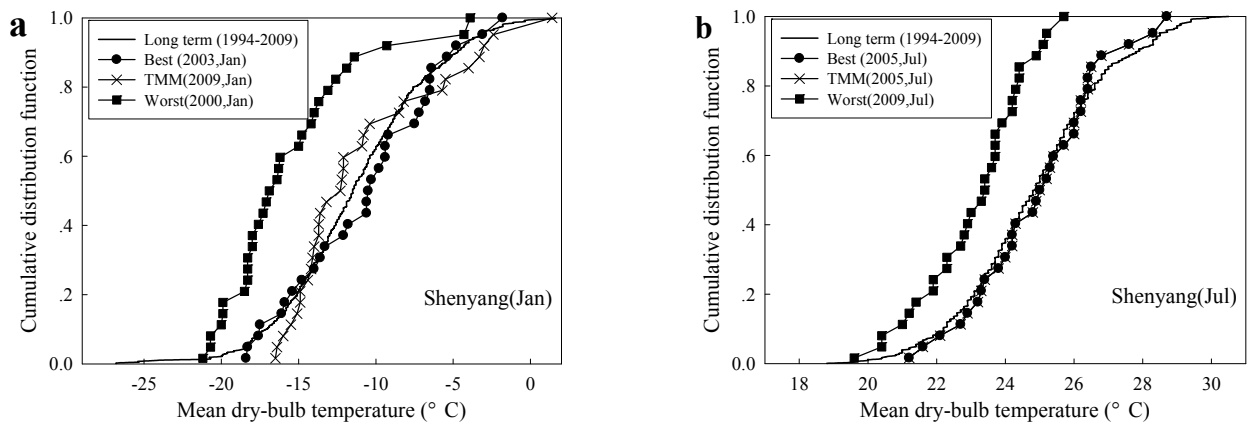 a
Cumulative distribution function
1.0
.8
.6
.4
.2
0.0
Long term (1994-2009)
Best (2003,Jan)
TMM(2009,Jan)
Worst(2000,Jan)
Shenyang(Jan)
-25 -20 -15 -10 -5 0
Mean dry-bulb temperature (° C)
b
Cumulative distribution function
1.0
.8
.6
.4
.2
0.0
Long term (1994-2009)
Best (2005,Jul)
TMM(2005,Jul)
Worst(2009,Jul)
Shenyang(Jul)
18 20 22 24 26 28 30
Mean dry-bulb temperature (° C)